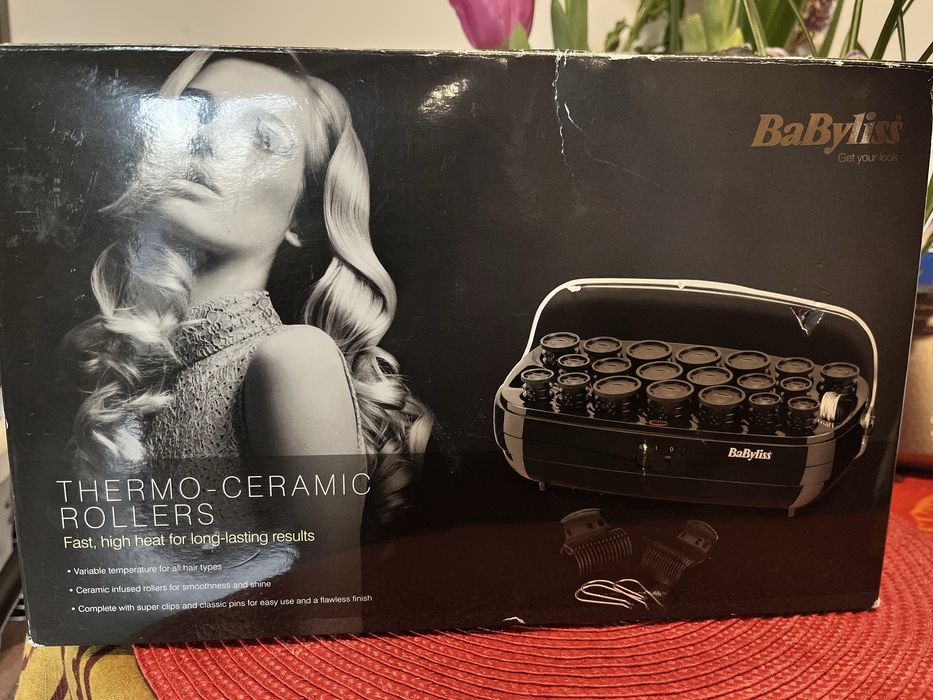 BaByliss
Get your look
BaByliss
THERMO-CERAMIC
ROLLERS
Fast, high heat for long-lasting results
• Variable temperature for all hair types
• Ceramic infused rollers for smoothness and shine
• Complete with super clips and classic pins for easy use and a flawless finish